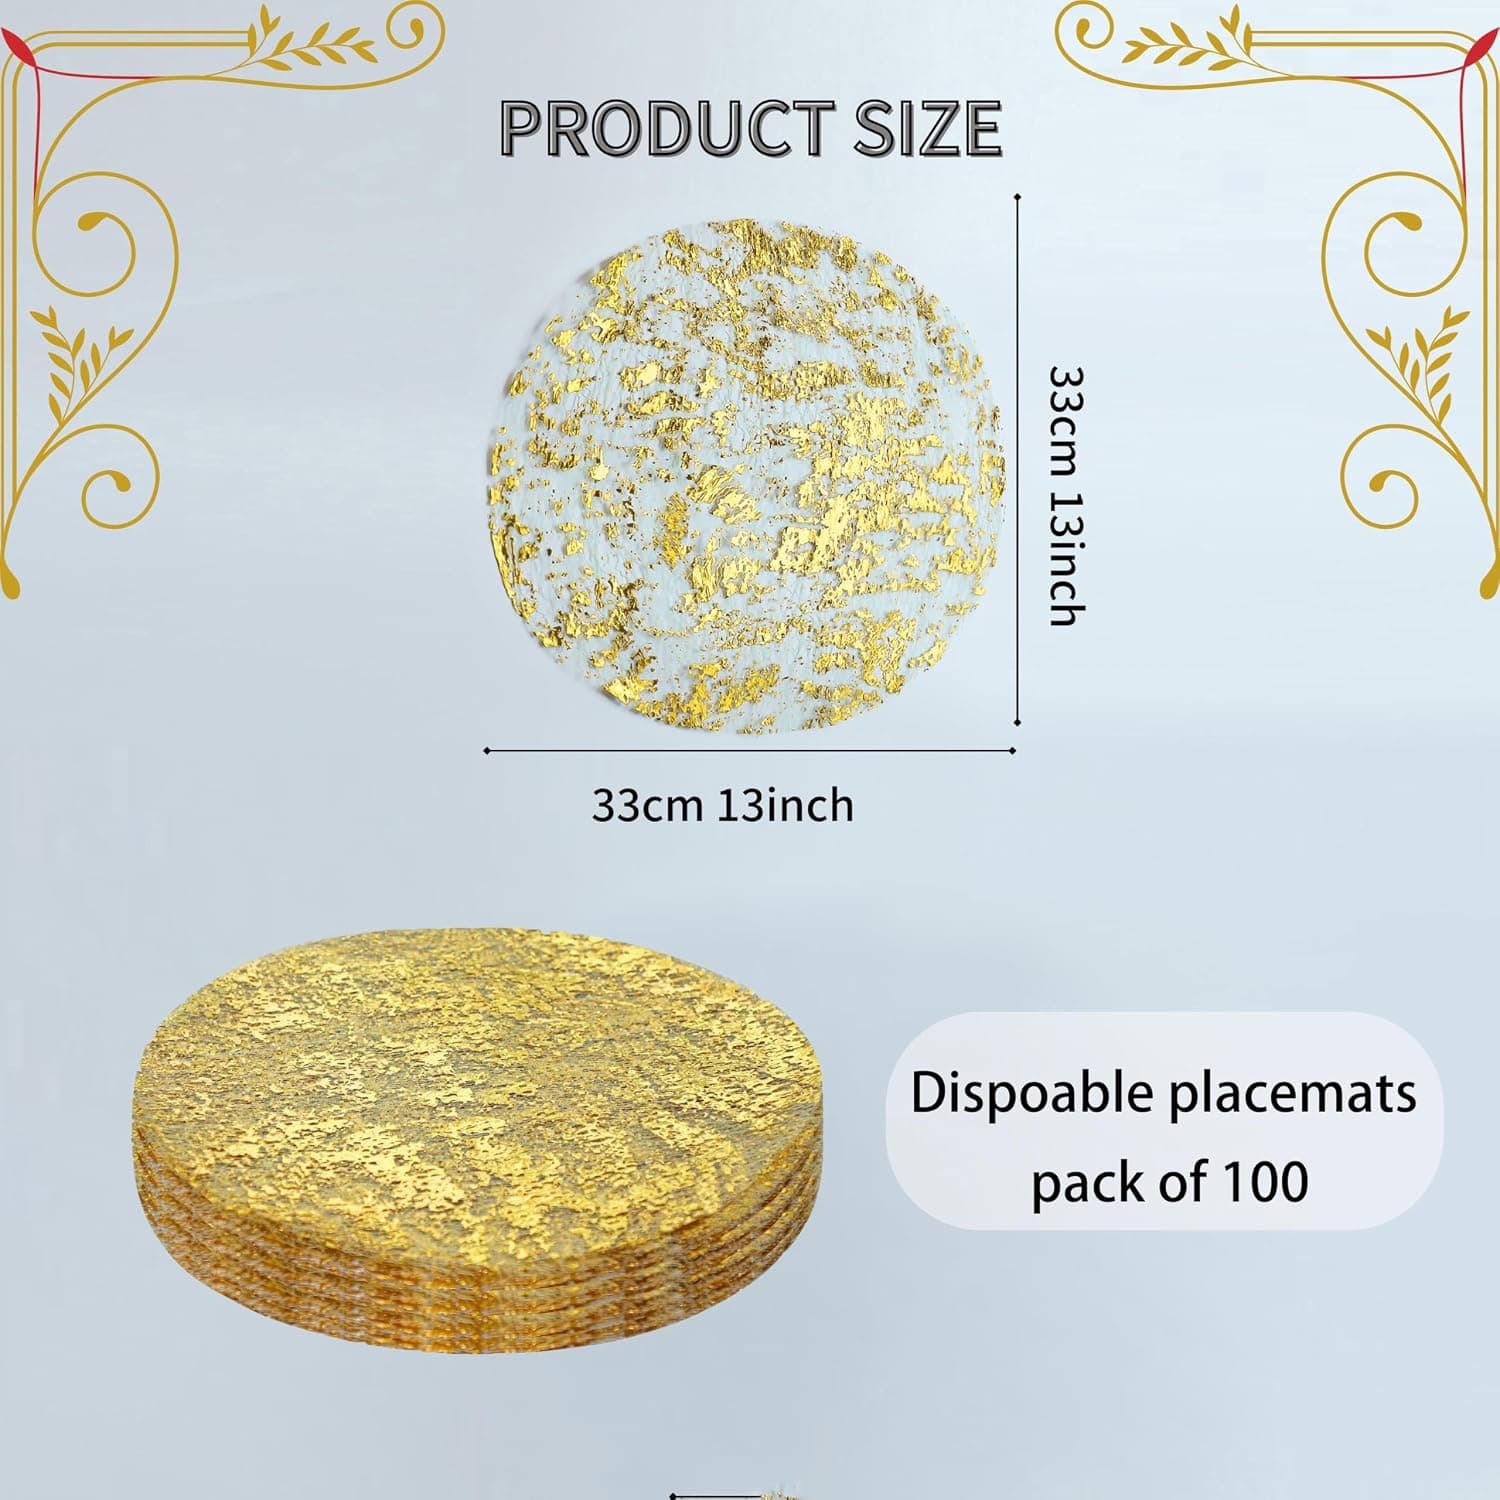 PRODUCT SIZE
33cm 13inch
33cm 13inch
Dispoable placemats
pack of 100